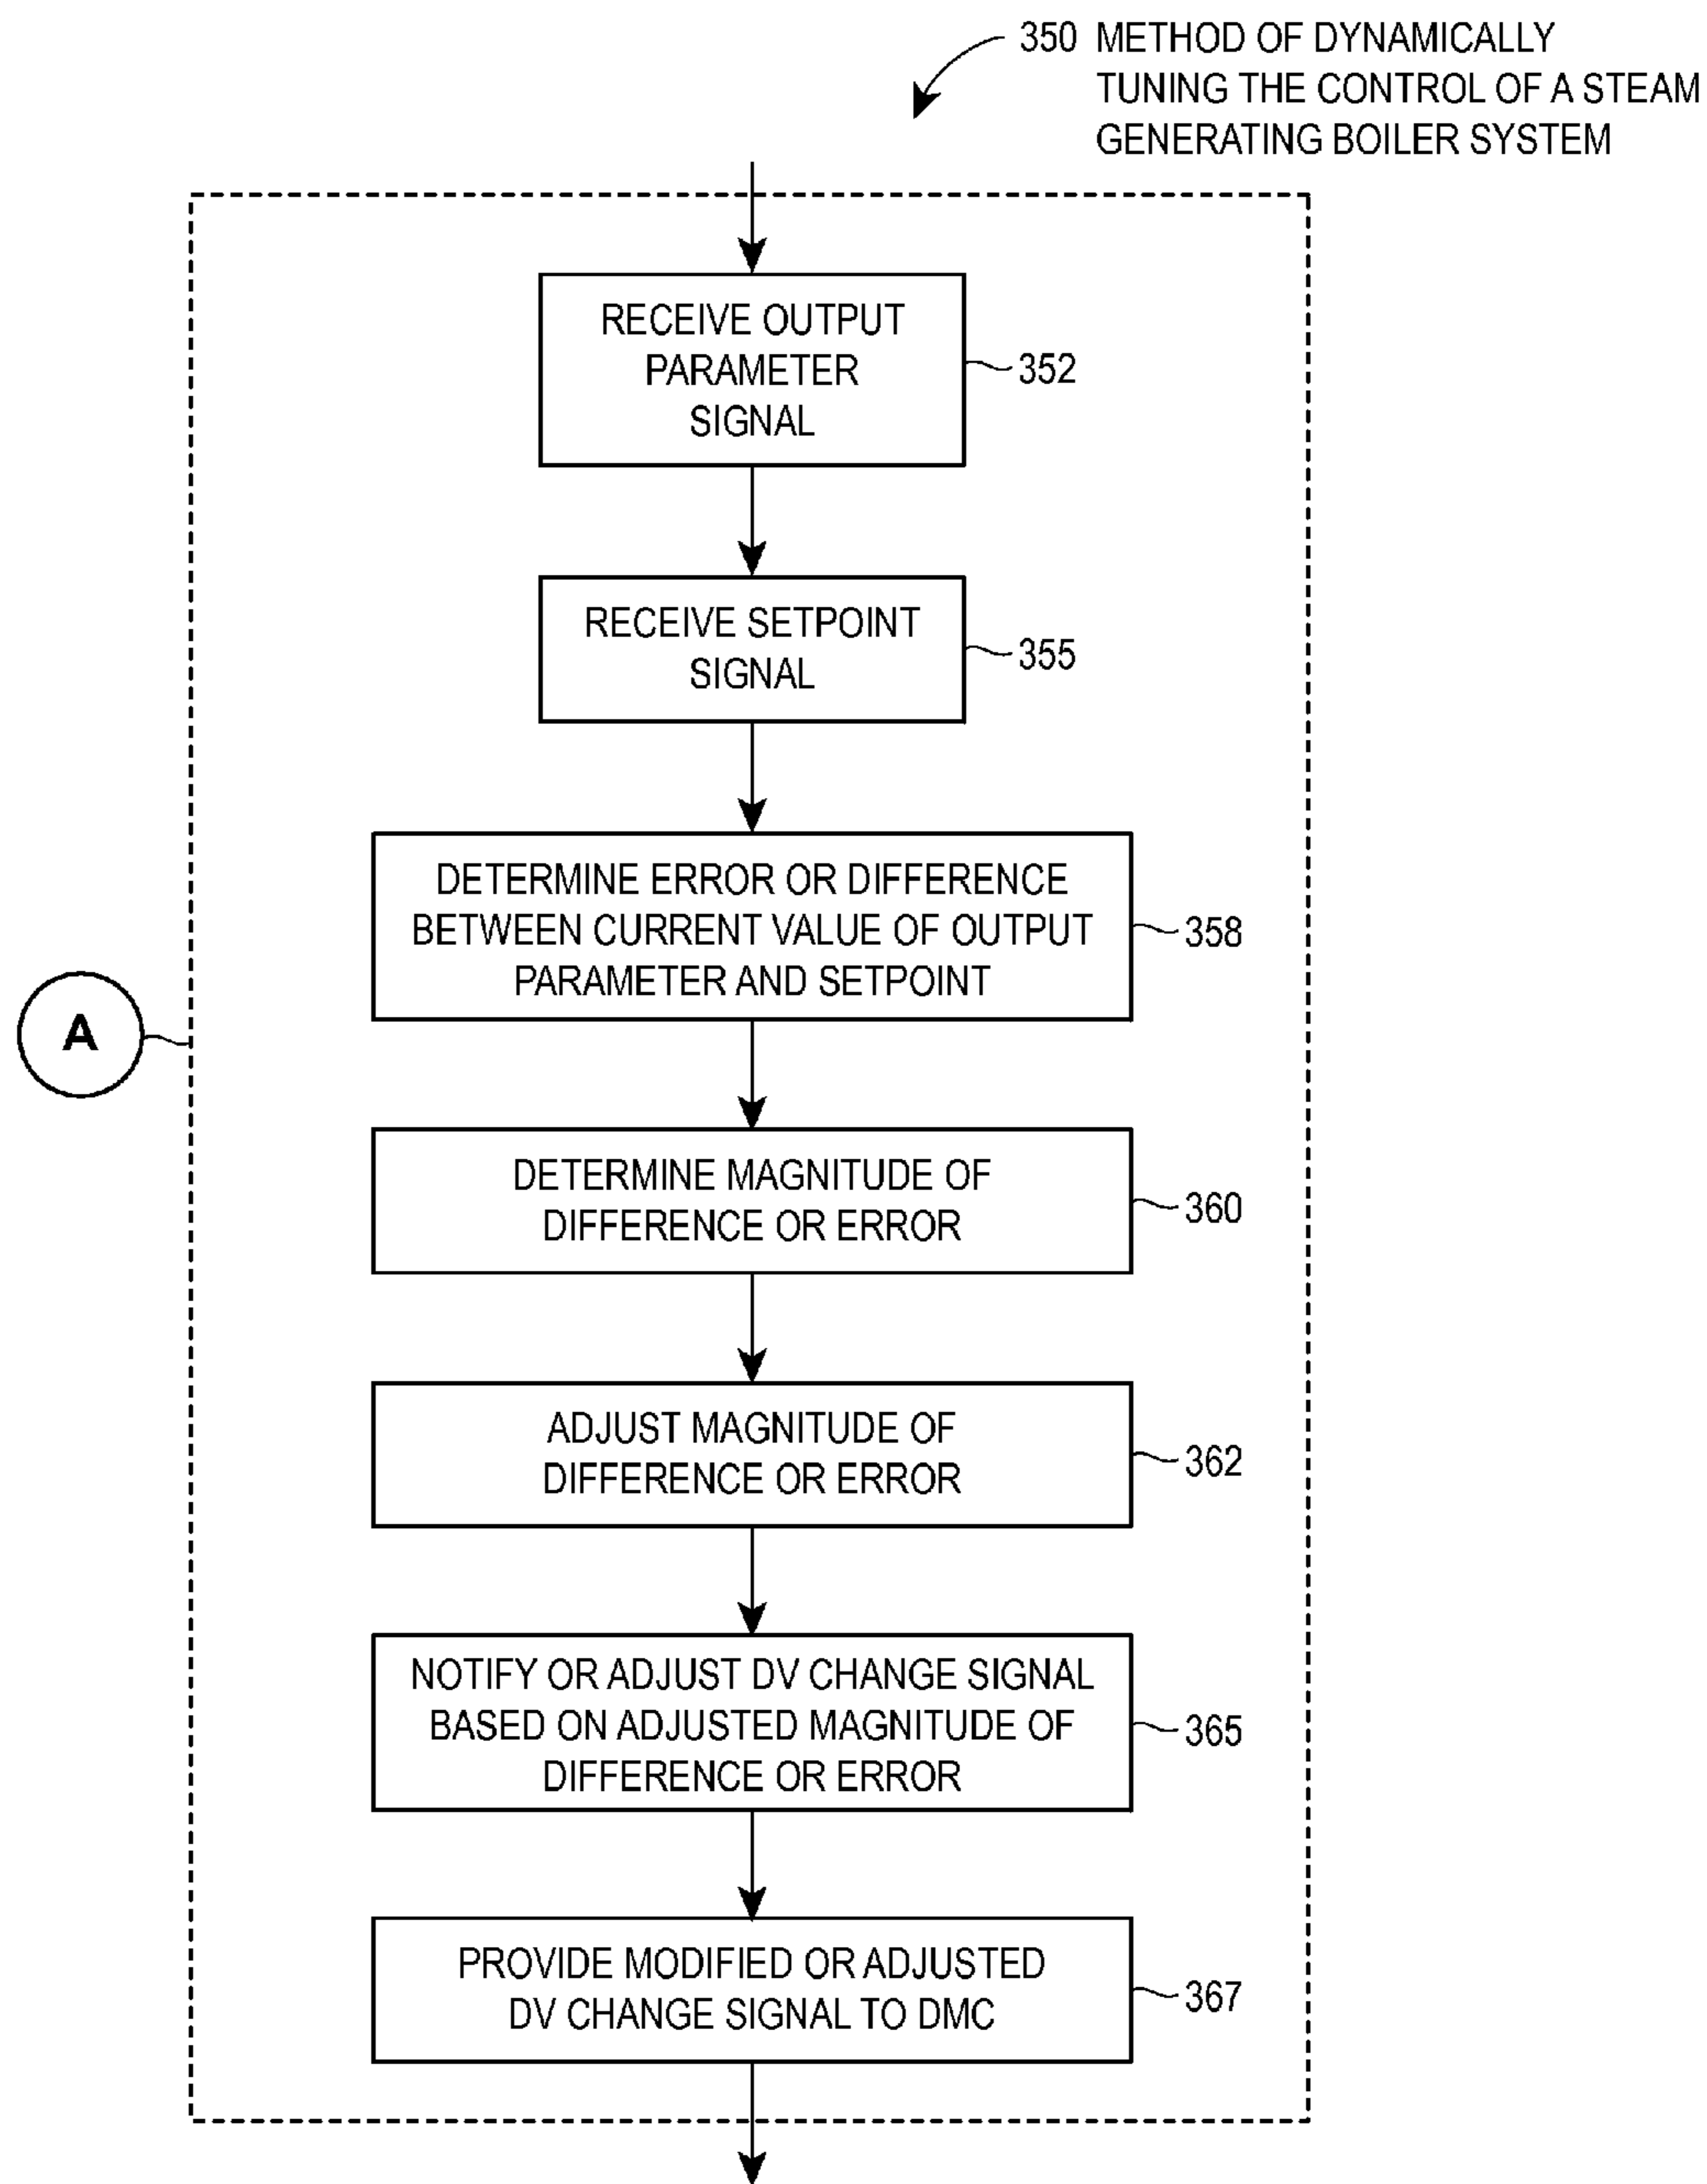 350 METHOD OF DYNAMICALLY
TUNING THE CONTROL OF A STEAM
GENERATING BOILER SYSTEM
RECEIVE OUTPUT
PARAMETER
SIGNAL
352
RECEIVE SETPOINT
SIGNAL
355
DETERMINE ERROR OR DIFFERENCE
BETWEEN CURRENT VALUE OF OUTPUT
PARAMETER AND SETPOINT
358
A
DETERMINE MAGNITUDE OF
DIFFERENCE OR ERROR
360
ADJUST MAGNITUDE OF
DIFFERENCE OR ERROR
362
NOTIFY OR ADJUST DV CHANGE SIGNAL
BASED ON ADJUSTED MAGNITUDE OF
DIFFERENCE OR ERROR
365
PROVIDE MODIFIED OR ADJUSTED
DV CHANGE SIGNAL TO DMC
367